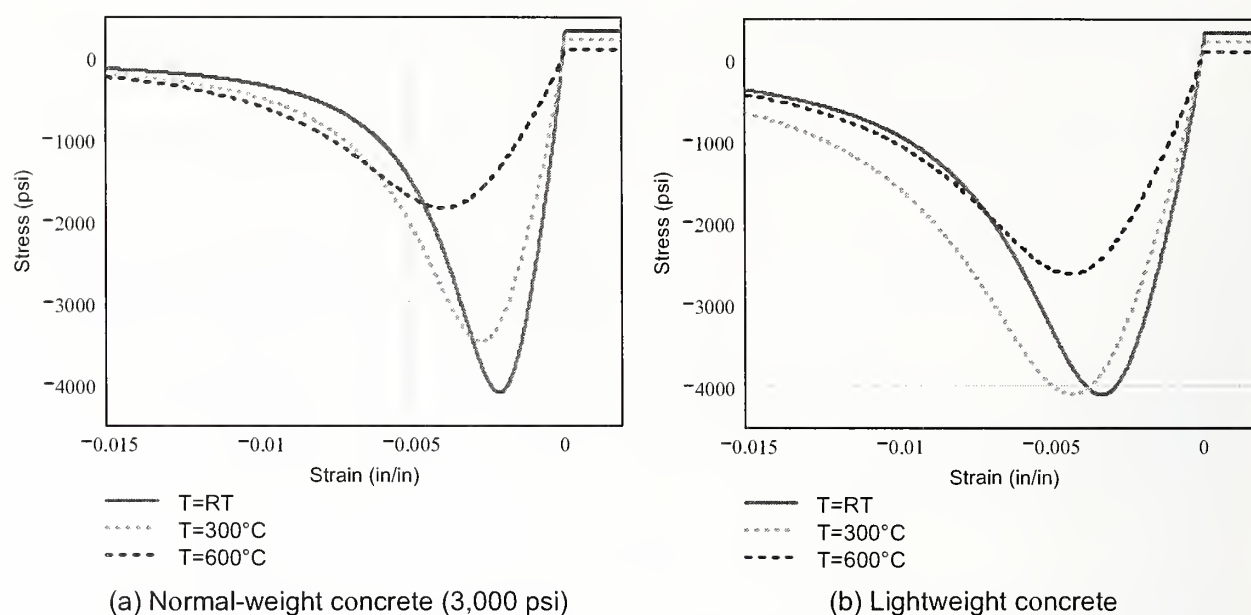 0
−1000
−2000
−3000
−4000
Stress (psi)
−0.015
−0.01
−0.005
0
Strain (in/in)
T=RT
T=300°C
T=600°C
(a) Normal-weight concrete (3,000 psi)
0
−1000
−2000
−3000
−4000
Stress (psi)
−0.015
−0.01
−0.005
0
Strain (in/in)
T=RT
T=300°C
T=600°C
(b) Lightweight concrete